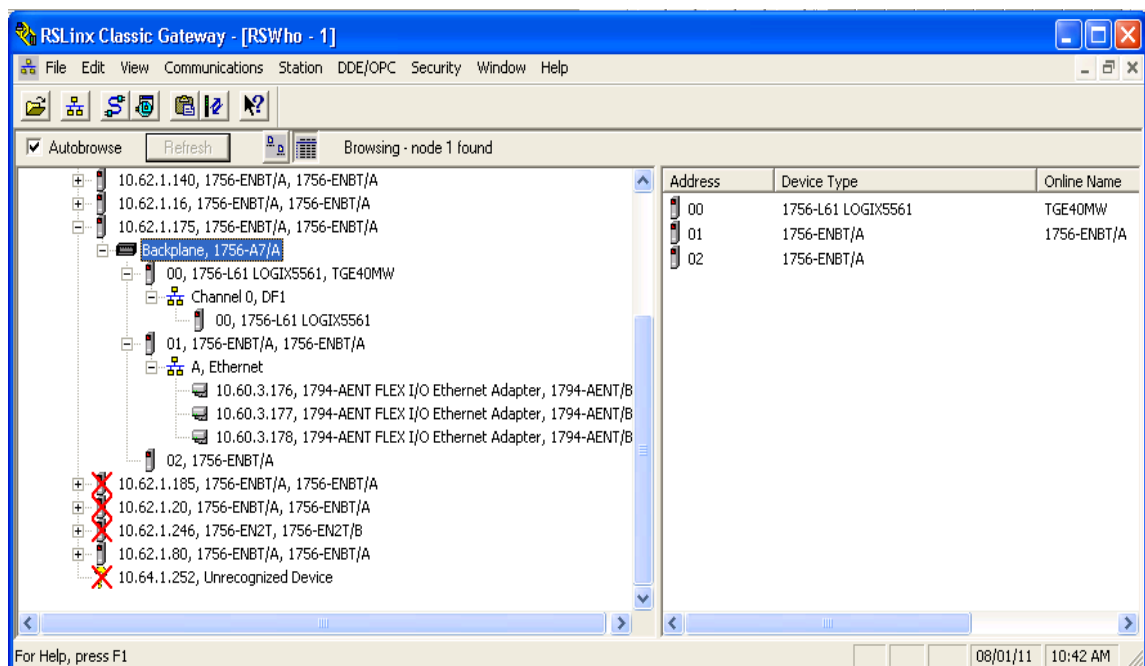 RSLinx Classic Gateway - [RSWho - 1]
File Edit View Communications Station DDE/OPC Security Window Help
Autobrowse Refresh Browsing - node 1 found
10.62.1.140, 1756-ENBT/A, 1756-ENBT/A
10.62.1.16, 1756-ENBT/A, 1756-ENBT/A
10.62.1.175, 1756-ENBT/A, 1756-ENBT/A
Backplane, 1756-A7/A
00, 1756-L61 LOGIX5561, TGE40MW
Channel 0, DF1
00, 1756-L61 LOGIX5561
01, 1756-ENBT/A, 1756-ENBT/A
A, Ethernet
10.60.3.176, 1794-AENT FLEX I/O Ethernet Adapter, 1794-AENT/B
10.60.3.177, 1794-AENT FLEX I/O Ethernet Adapter, 1794-AENT/B
10.60.3.178, 1794-AENT FLEX I/O Ethernet Adapter, 1794-AENT/B
02, 1756-ENBT/A
10.62.1.185, 1756-ENBT/A, 1756-ENBT/A
10.62.1.20, 1756-ENBT/A, 1756-ENBT/A
10.62.1.246, 1756-EN2T, 1756-EN2T/B
10.62.1.80, 1756-ENBT/A, 1756-ENBT/A
10.64.1.252, Unrecognized Device
Address Device Type Online Name
00 1756-L61 LOGIX5561 TGE40MW
01 1756-ENBT/A 1756-ENBT/A
02 1756-ENBT/A
For Help, press F1 08/01/11 10:42 AM